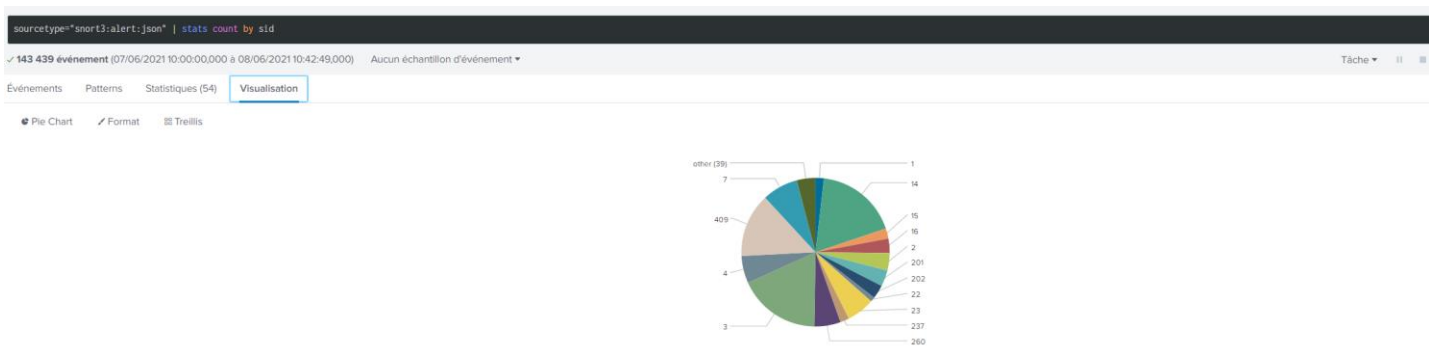 sourcetype="snort3:alert:json" | stats count by sid
✓ 143 439 événement (07/06/2021 10:00:00,000 à 08/06/2021 10:42:49,000) Aucun échantillon d'événement ▾ Tâche ▾
Événements Patterns Statistiques (54) Visualisation
Pie Chart Format Treillis
other (39) 1
7 14
409 15
16
2
201
4 202
22
23
3 237
260